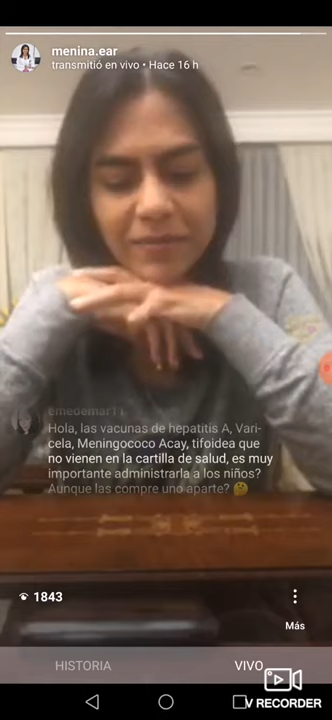 menina.ear
transmitió en vivo • Hace 16 h
emedemar11
Hola, las vacunas de hepatitis A, Vari-
cela, Meningococo Acay, tifoidea que
no vienen en la cartilla de salud, es muy
importante administrarla a los niños?
Aunque las compre uno aparte? 🤔
1843
Más
HISTORIA
VIVO
V RECORDER